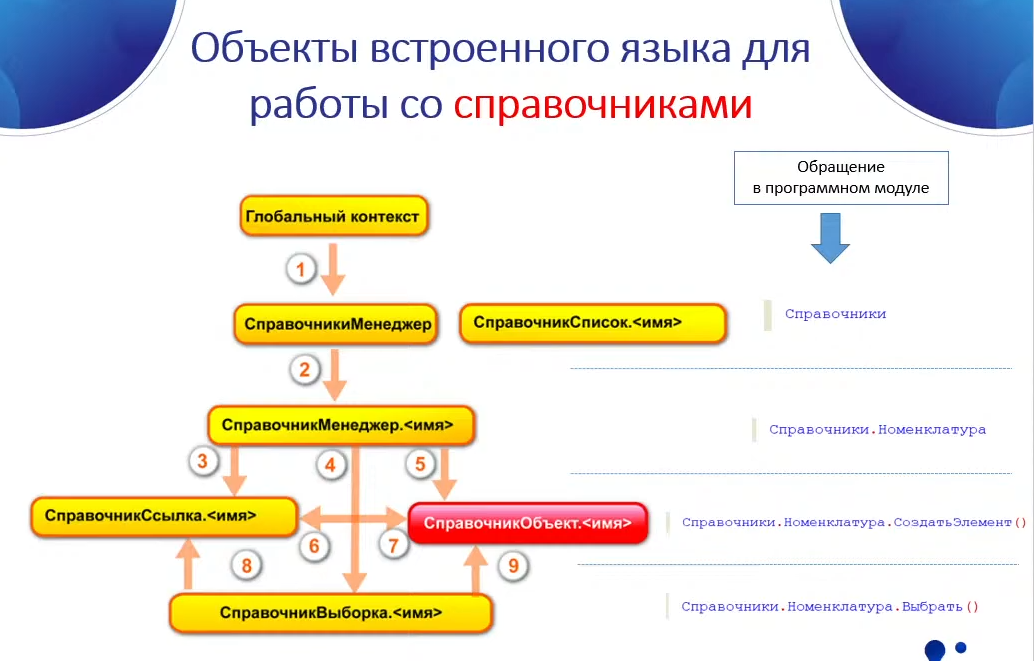 Объекты встроенного языка для
работы со справочниками
Обращение
в программном модуле
Глобальный контекст
1
СправочникиМенеджер
СправочникСписок.<имя>
Справочники
2
СправочникМенеджер.<имя>
Справочники.Номенклатура
3
4
5
СправочникСсылка.<имя>
СправочникОбъект.<имя>
Справочники.Номенклатура.СоздатьЭлемент()
6
7
8
9
СправочникВыборка.<имя>
Справочники.Номенклатура.Выбрать()